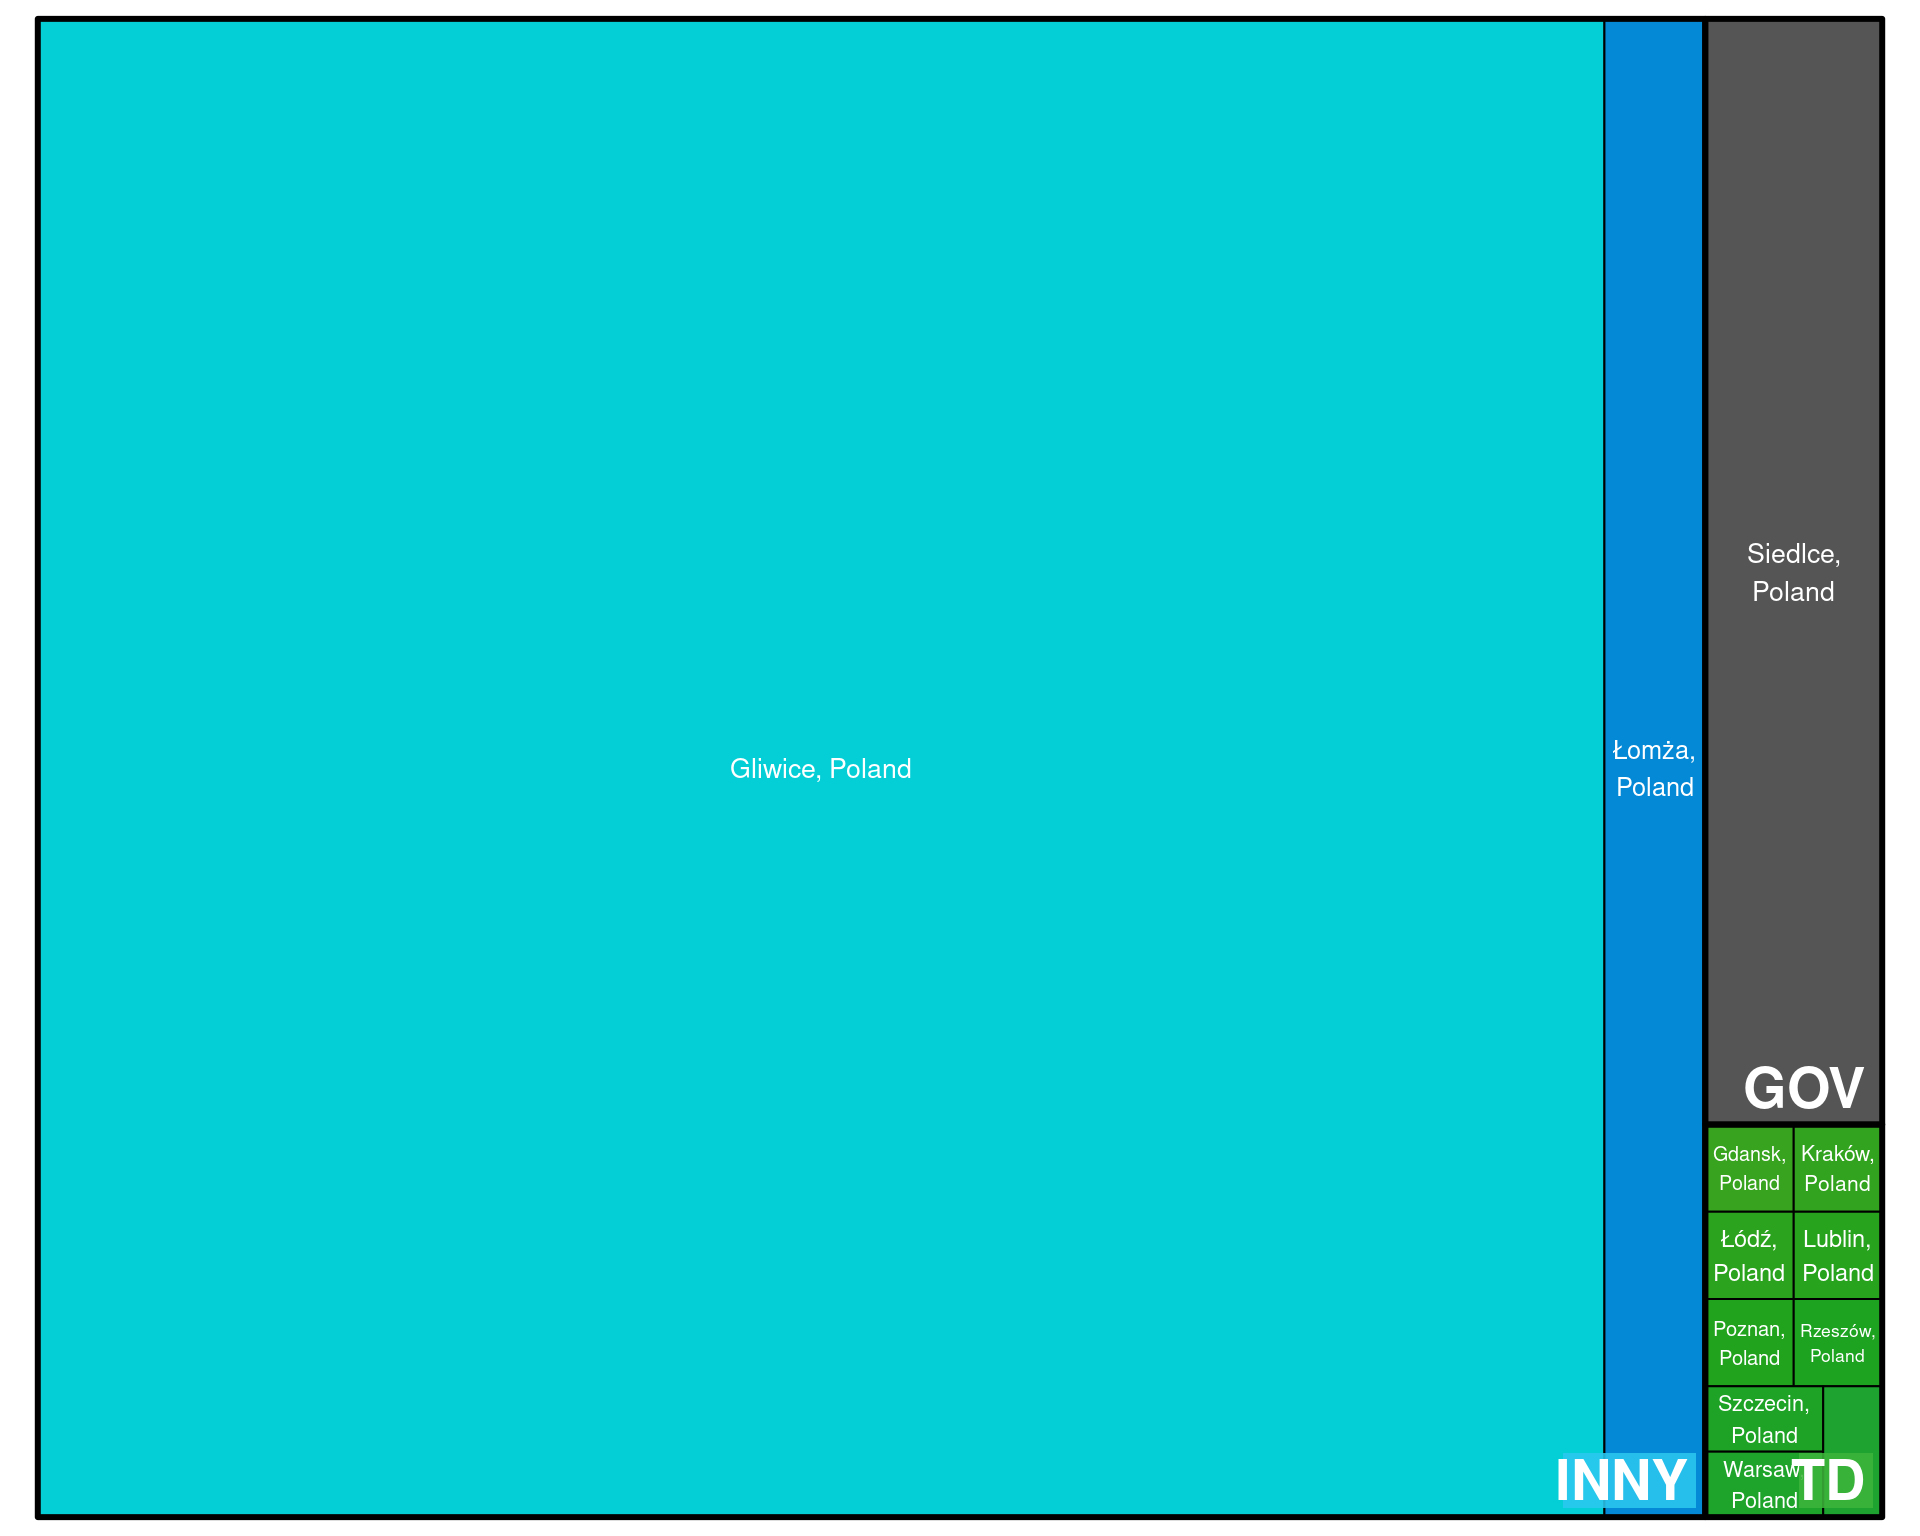 Gliwice, Poland
Łomża,
Poland
INNY
Siedlce,
Poland
GOV
Gdansk,
Poland
Kraków,
Poland
Łódź,
Poland
Lublin,
Poland
Poznan,
Poland
Rzeszów,
Poland
Szczecin,
Poland
Warsaw
Poland
TD